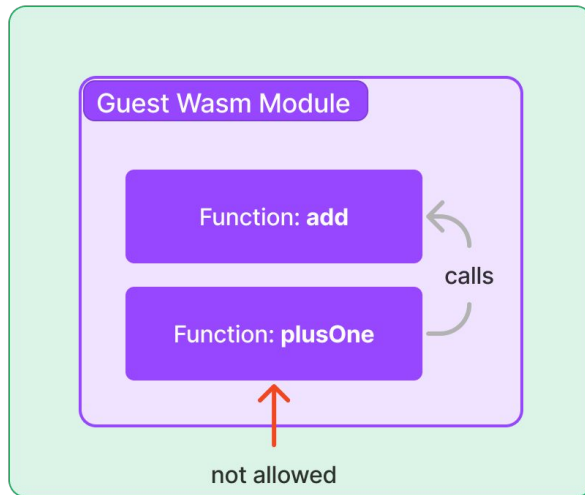 Guest Wasm Module
Function: add
calls
Function: plusOne
not allowed